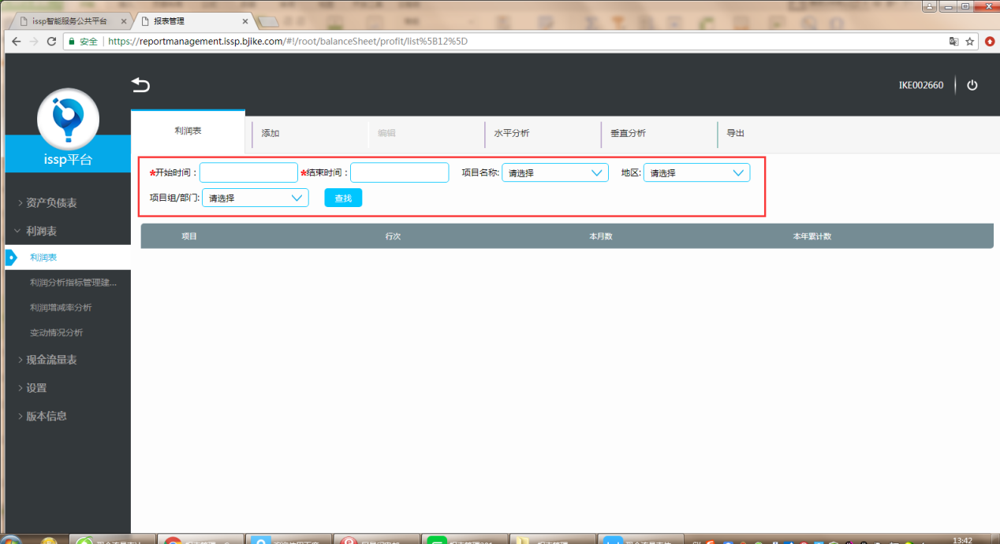 issp智能服务公共平台
报表管理
安全 https://reportmanagement.issp.bjike.com/#!/root/balanceSheet/profit/list%5B12%5D
IKE002660
issp平台
利润表
添加
编辑
水平分析
垂直分析
导出
*开始时间：
*结束时间：
项目名称: 请选择
地区: 请选择
项目组/部门: 请选择
查找
项目
行次
本月数
本年累计数
资产负债表
利润表
利润表
利润分析指标管理建...
利润增减率分析
变动情况分析
现金流量表
设置
版本信息
13:42